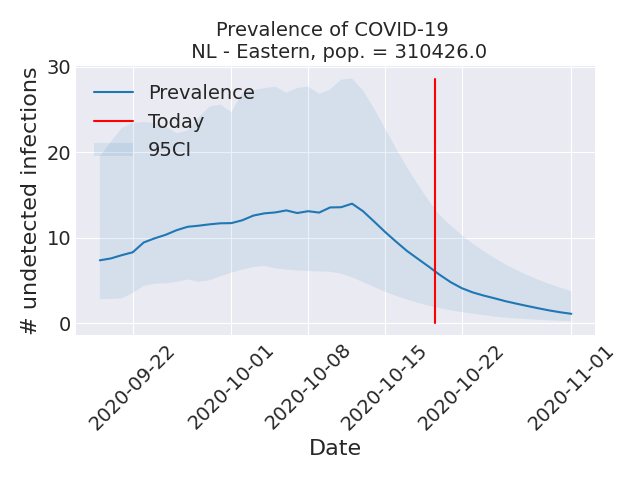 Prevalence of COVID-19
NL - Eastern, pop. = 310426.0
# undetected infections
30
20
10
0
Prevalence
Today
95CI
2020-09-22
2020-10-01
2020-10-08
2020-10-15
2020-10-22
2020-11-01
Date